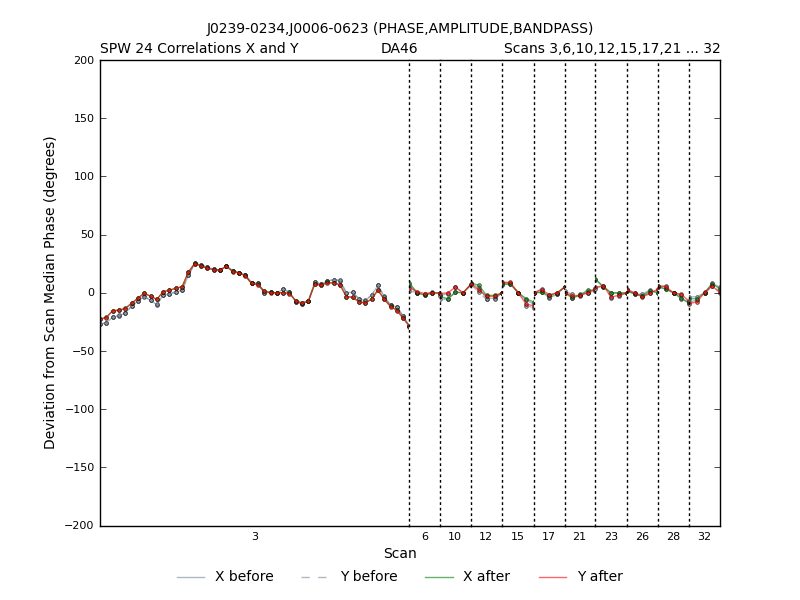 J0239-0234,J0006-0623 (PHASE,AMPLITUDE,BANDPASS)
SPW 24 Correlations X and Y DA46 Scans 3,6,10,12,15,17,21 ... 32
200
150
100
50
0
−50
−100
−150
−200
Deviation from Scan Median Phase (degrees)
3 6 10 12 15 17 21 23 26 28 32
Scan
X before Y before X after Y after